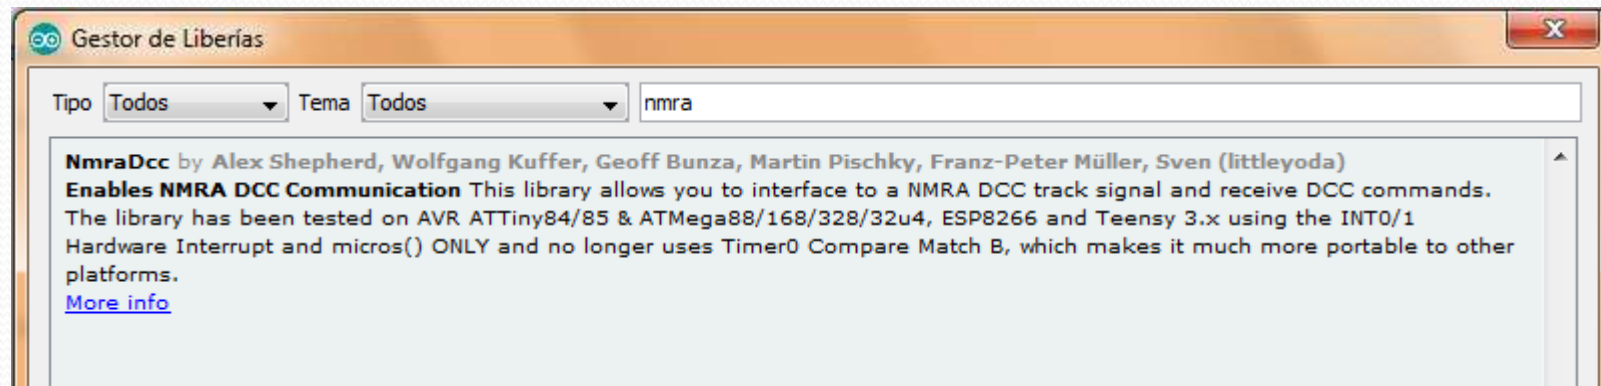 Gestor de Liberías
Tipo Todos Tema Todos nmra
NmraDcc by Alex Shepherd, Wolfgang Kuffer, Geoff Bunza, Martin Pischky, Franz-Peter Müller, Sven (littleyoda)
Enables NMRA DCC Communication This library allows you to interface to a NMRA DCC track signal and receive DCC commands.
The library has been tested on AVR ATTiny84/85 & ATMega88/168/328/32u4, ESP8266 and Teensy 3.x using the INT0/1
Hardware Interrupt and micros() ONLY and no longer uses Timer0 Compare Match B, which makes it much more portable to other
platforms.
More info